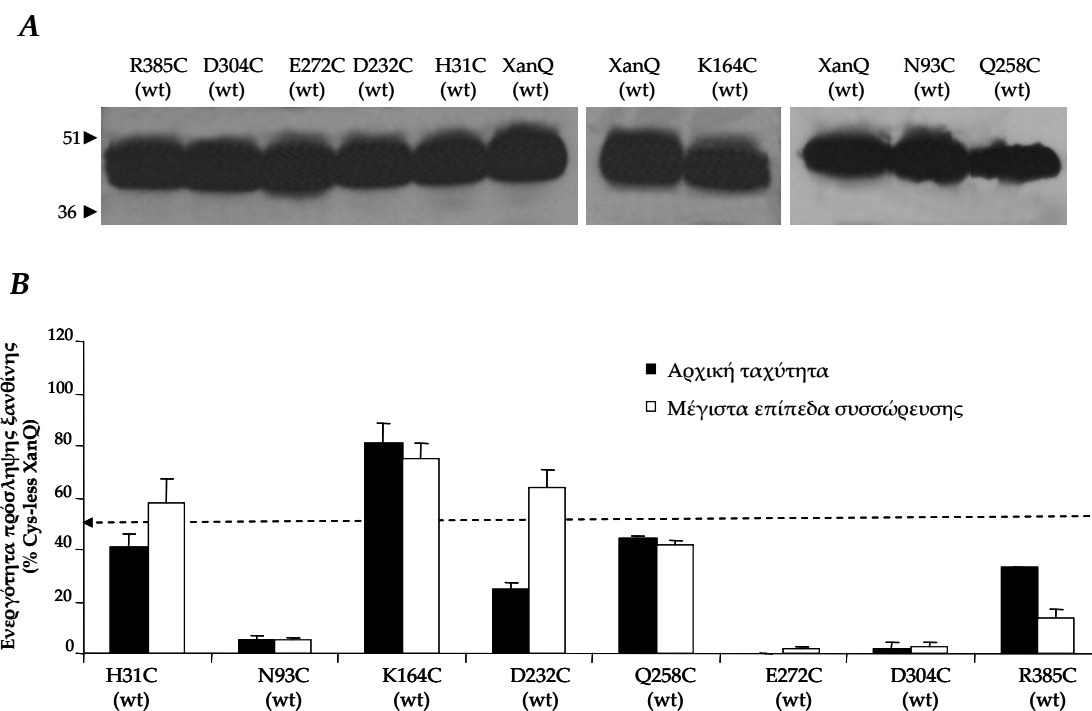 A
R385C D304C E272C D232C H31C XanQ XanQ K164C XanQ N93C Q258C
(wt) (wt) (wt) (wt) (wt) (wt) (wt) (wt) (wt) (wt) (wt)
51
36
B
Ενεργότητα πρόσληψης ξανθίνης
(% Cys-less XanQ)
120
100
80
60
40
20
0
Αρχική ταχύτητα
Μέγιστα επίπεδα συσσώρευσης
H31C N93C K164C D232C Q258C E272C D304C R385C
(wt) (wt) (wt) (wt) (wt) (wt) (wt) (wt)